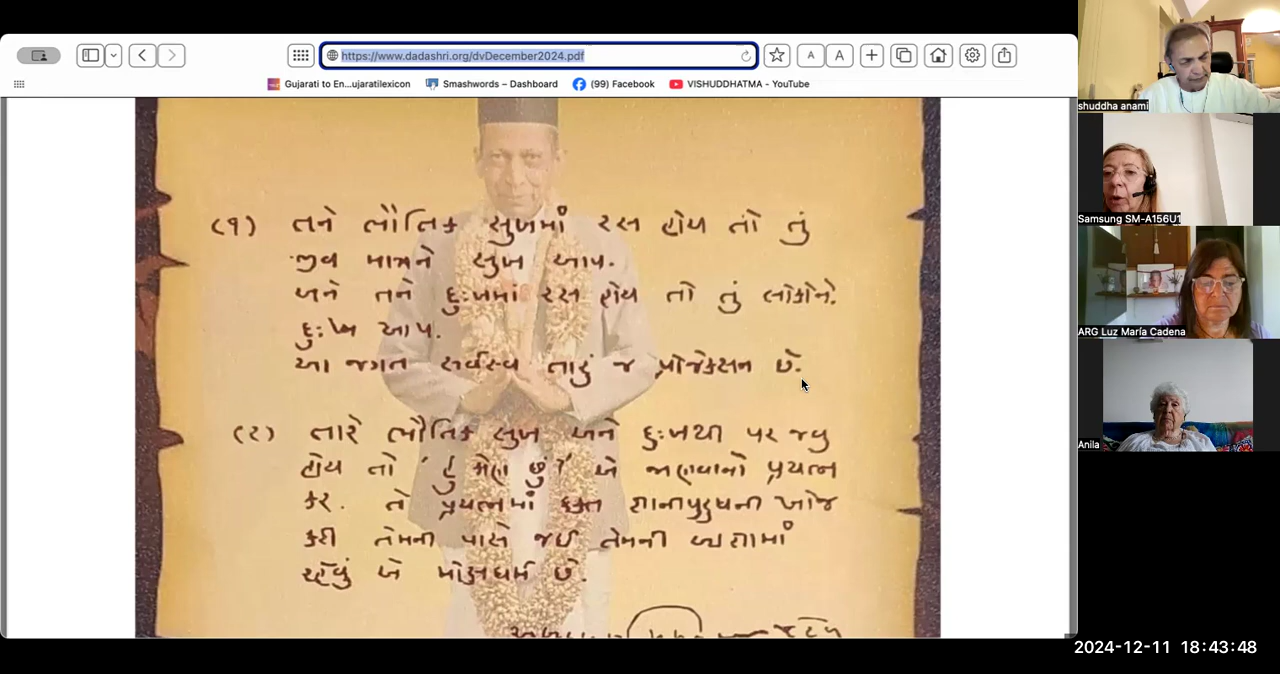 https://www.dadashri.org/dvDecember2024.pdf
A A
Gujarati to En...ujaratilexicon Smashwords – Dashboard (99) Facebook VISHUDDHATMA - YouTube
(૧) તને ભૌતિક સુખમાં રસ હોય તો તું
જીવ માત્રને સુખ આપ.
અને તને દુઃખમાં રસ હોય તો તું લોકોને
દુઃખ આપ.
આ જગત સર્વસ્વ તારું જ પ્રોજેક્સન છે.
(૨) તારે ભૌતિક સુખ અને દુઃખથી પર જવુ
હોય તો 'હું કોણ છું' એ જાણવાનો પ્રયત્ન
કર. તો પ્રયત્નમાં ફક્ત જ્ઞાનીપુરુષની ખોજ
કરી તેમની પાસે જઈ તેમની આજ્ઞામાં
રહેવું એ મોક્ષધર્મ છે.
shuddha anami
Samsung SM-A156U1
ARG Luz María Cadena
Anila
2024-12-11 18:43:48